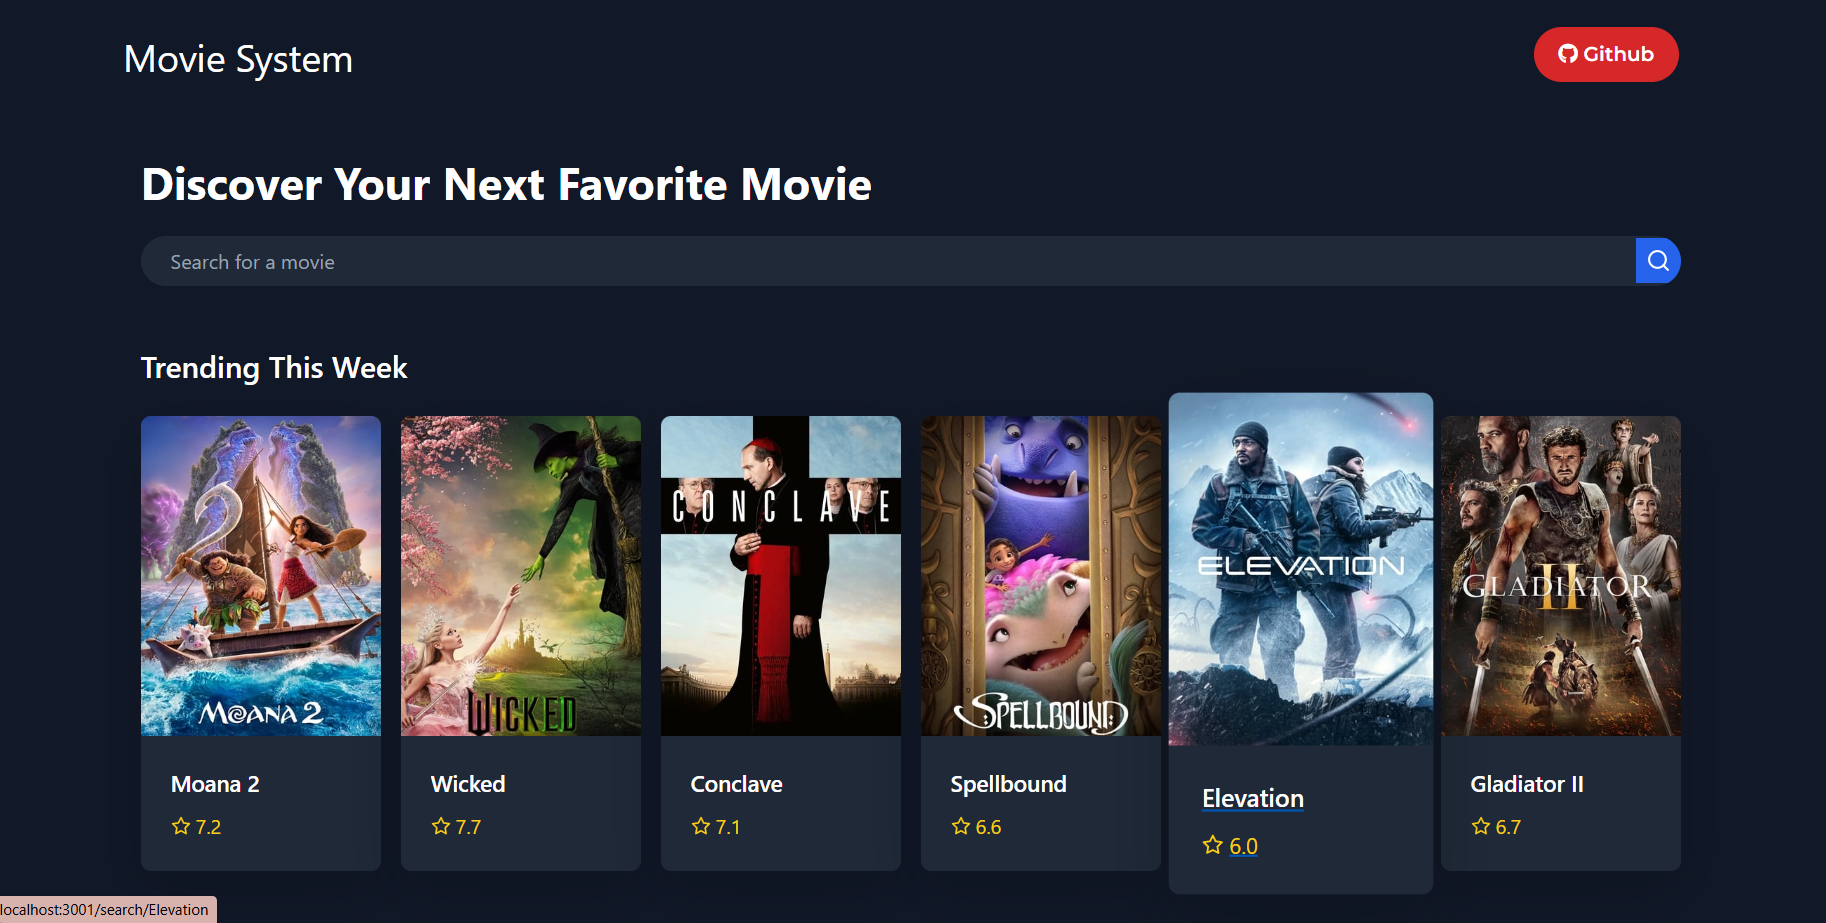 Movie System
Github
Discover Your Next Favorite Movie
Search for a movie
Trending This Week
MOANA 2
WICKED
CONCLAVE
SPELLBOUND
ELEVATION
GLADIATOR II
Moana 2
7.2
Wicked
7.7
Conclave
7.1
Spellbound
6.6
Elevation
6.0
Gladiator II
6.7
localhost:3001/search/Elevation